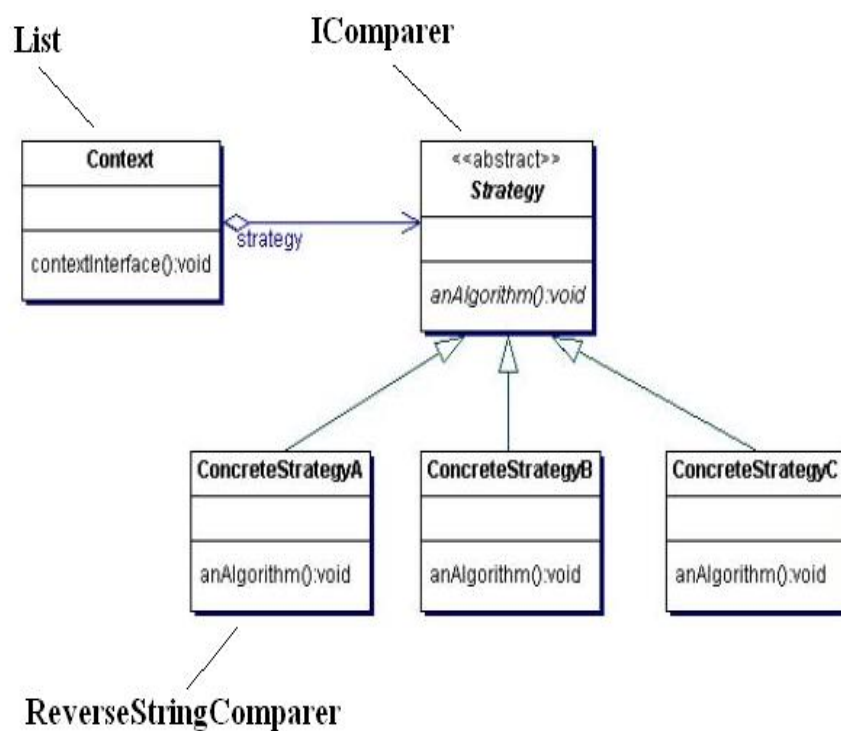 IComparer
List
Context
<<abstract>>
Strategy
strategy
contextInterface():void
anAlgorithm():void
ConcreteStrategyA
ConcreteStrategyB
ConcreteStrategyC
anAlgorithm():void
anAlgorithm():void
anAlgorithm():void
ReverseStringComparer